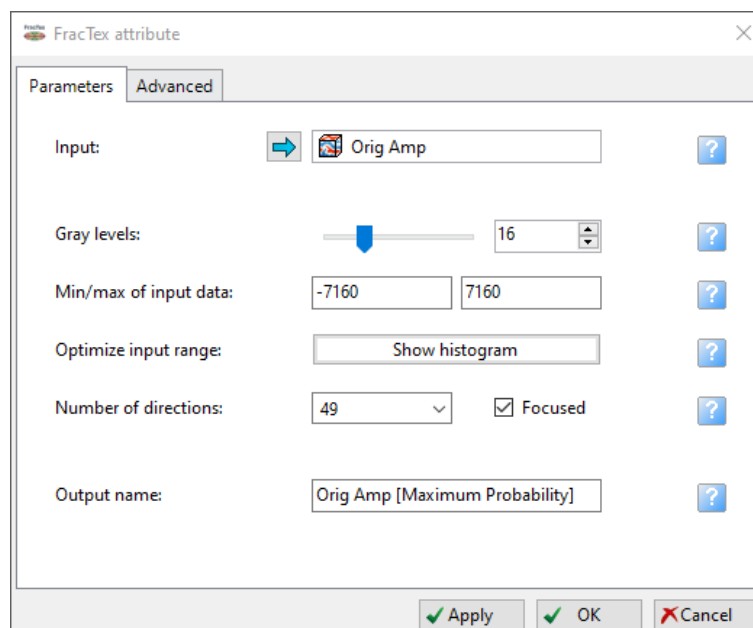 FracTex
FracTex attribute
Parameters Advanced
Input: Orig Amp ?
Gray levels: 16 ?
Min/max of input data: -7160 7160 ?
Optimize input range: Show histogram ?
Number of directions: 49 Focused ?
Output name: Orig Amp [Maximum Probability] ?
Apply OK Cancel